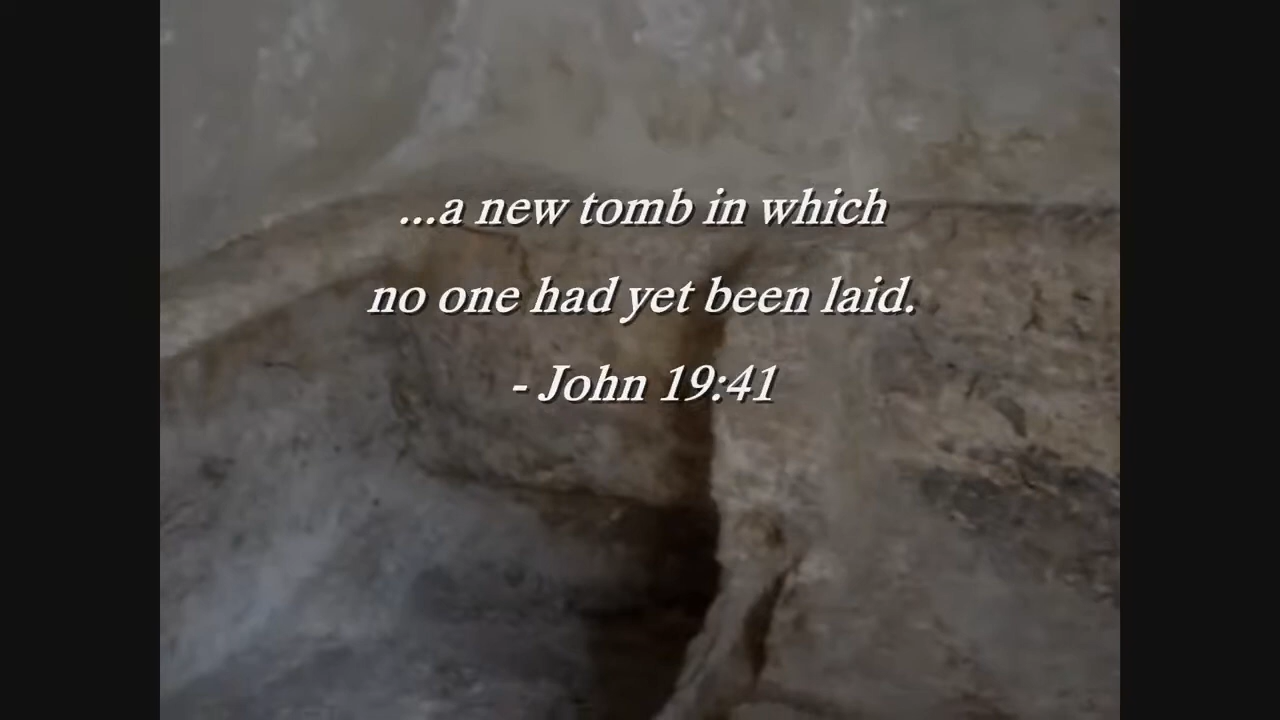 ...a new tomb in which
no one had yet been laid.
- John 19:41